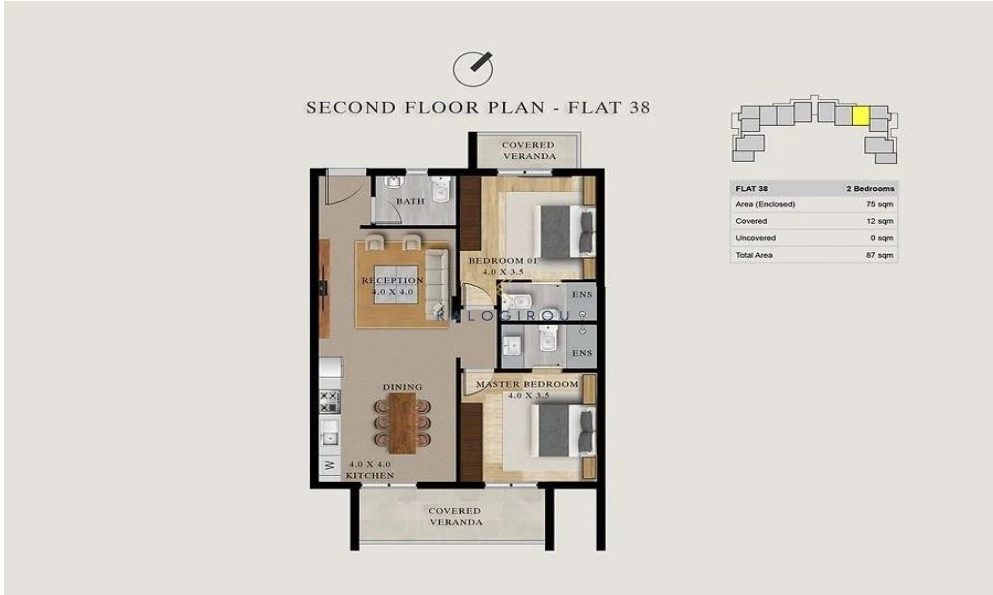 SECOND FLOOR PLAN - FLAT 38
COVERED
VERANDA
BATH
BEDROOM 01
4.0 X 3.5
RECEPTION
4.0 X 4.0
ENS
KALOGIROU
ENS
MASTER BEDROOM
4.0 X 3.5
DINING
W
4.0 X 4.0
KITCHEN
COVERED
VERANDA
FLAT 38 2 Bedrooms
Area (Enclosed) 75 sqm
Covered 12 sqm
Uncovered 0 sqm
Total Area 87 sqm